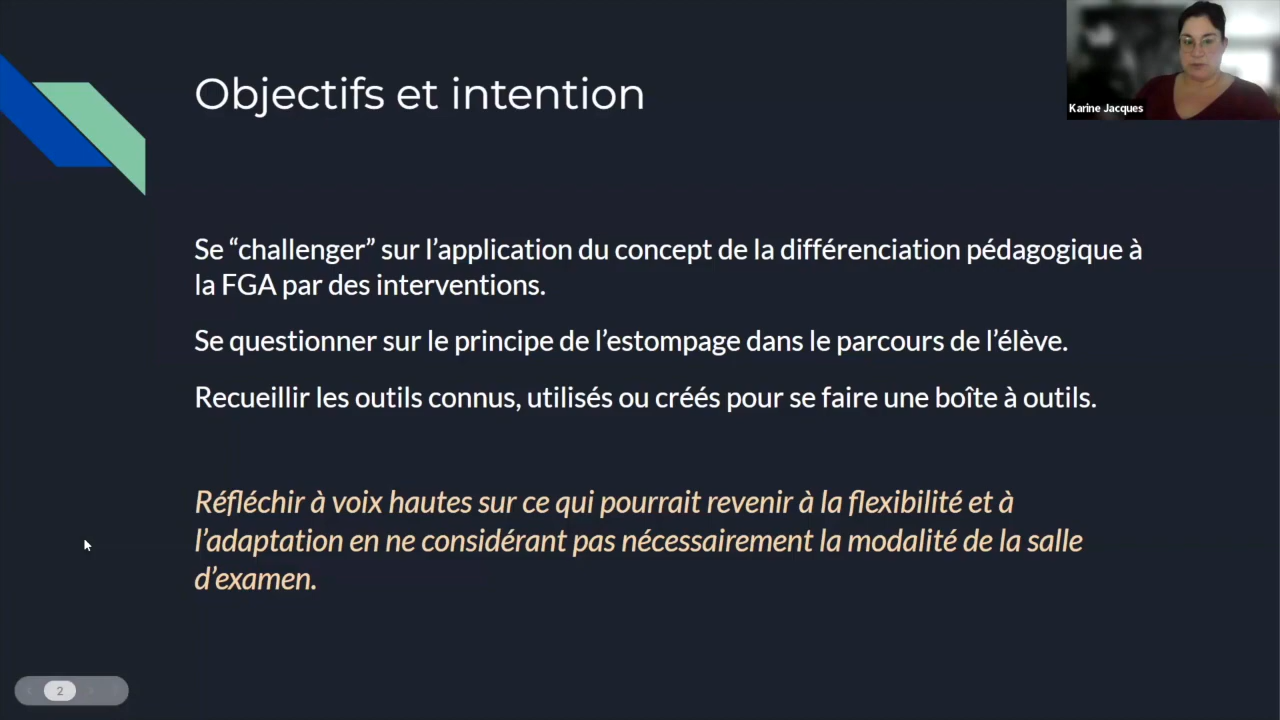 Objectifs et intention
Karine Jacques
Se “challenger” sur l’application du concept de la différenciation pédagogique à
la FGA par des interventions.
Se questionner sur le principe de l’estompage dans le parcours de l’élève.
Recueillir les outils connus, utilisés ou créés pour se faire une boîte à outils.
Réfléchir à voix hautes sur ce qui pourrait revenir à la flexibilité et à
l’adaptation en ne considérant pas nécessairement la modalité de la salle
d’examen.
2